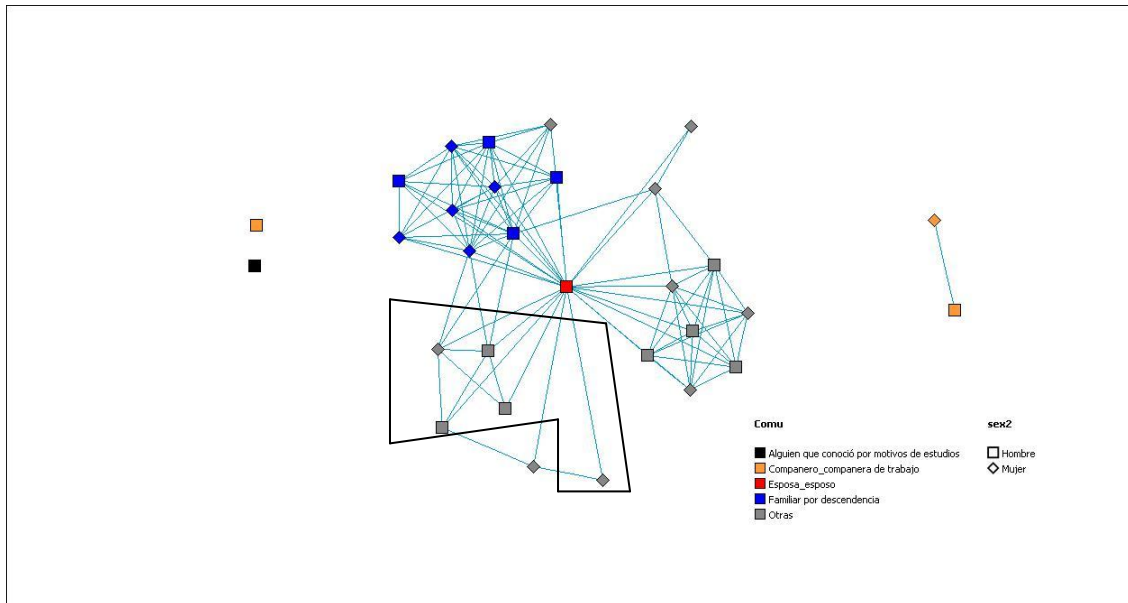 Comu
Alguien que conoció por motivos de estudios
Companero_companera de trabajo
Esposa_esposo
Familiar por descendencia
Otras
sex2
Hombre
Mujer